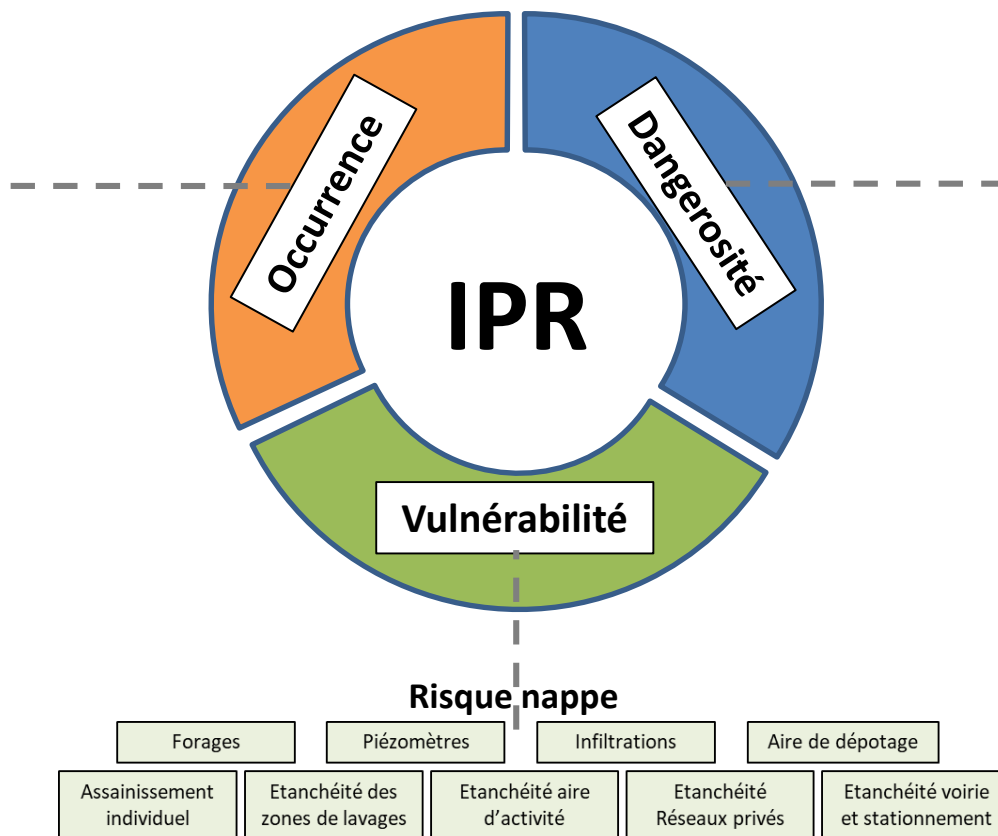 Occurrence
Dangerosité
IPR
Vulnérabilité
Risque nappe
Forages
Piézomètres
Infiltrations
Aire de dépotage
Assainissement
individuel
Etanchéité des
zones de lavages
Etanchéité aire
d’activité
Etanchéité
Réseaux privés
Etanchéité voirie
et stationnement